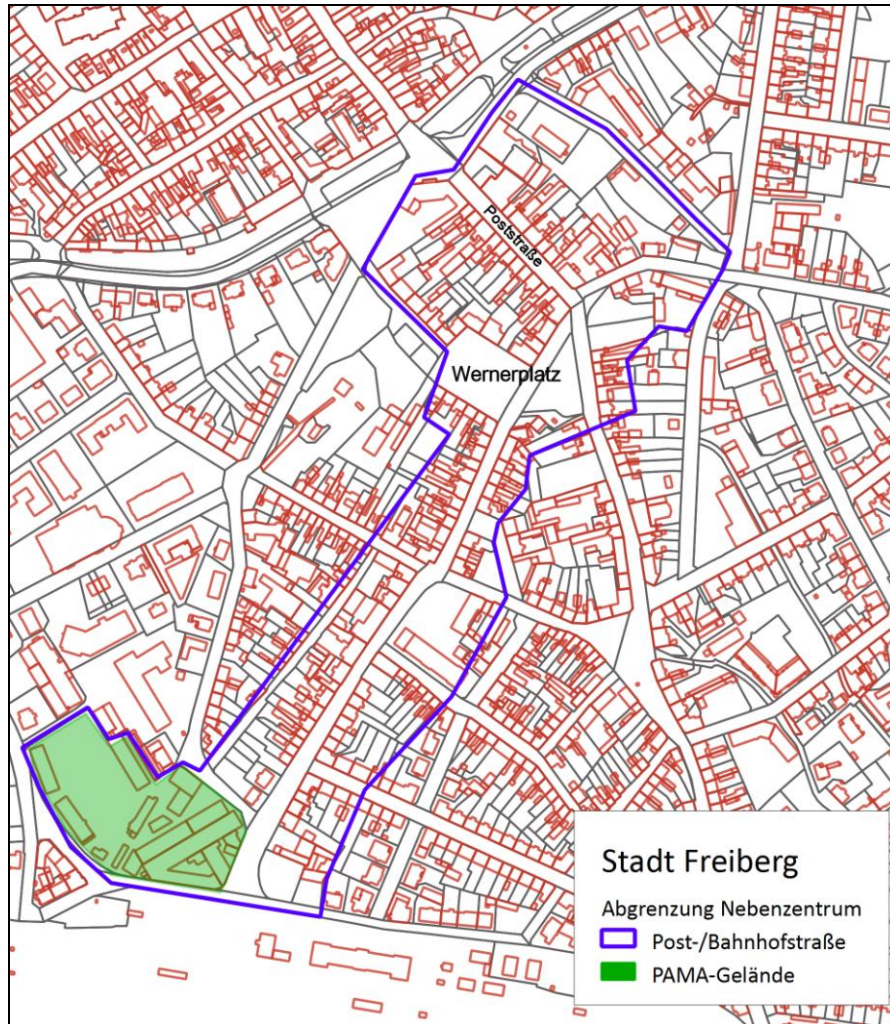 Poststraße
Wernerplatz
Stadt Freiberg
Abgrenzung Nebenzentrum
Post-/Bahnhofstraße
PAMA-Gelände